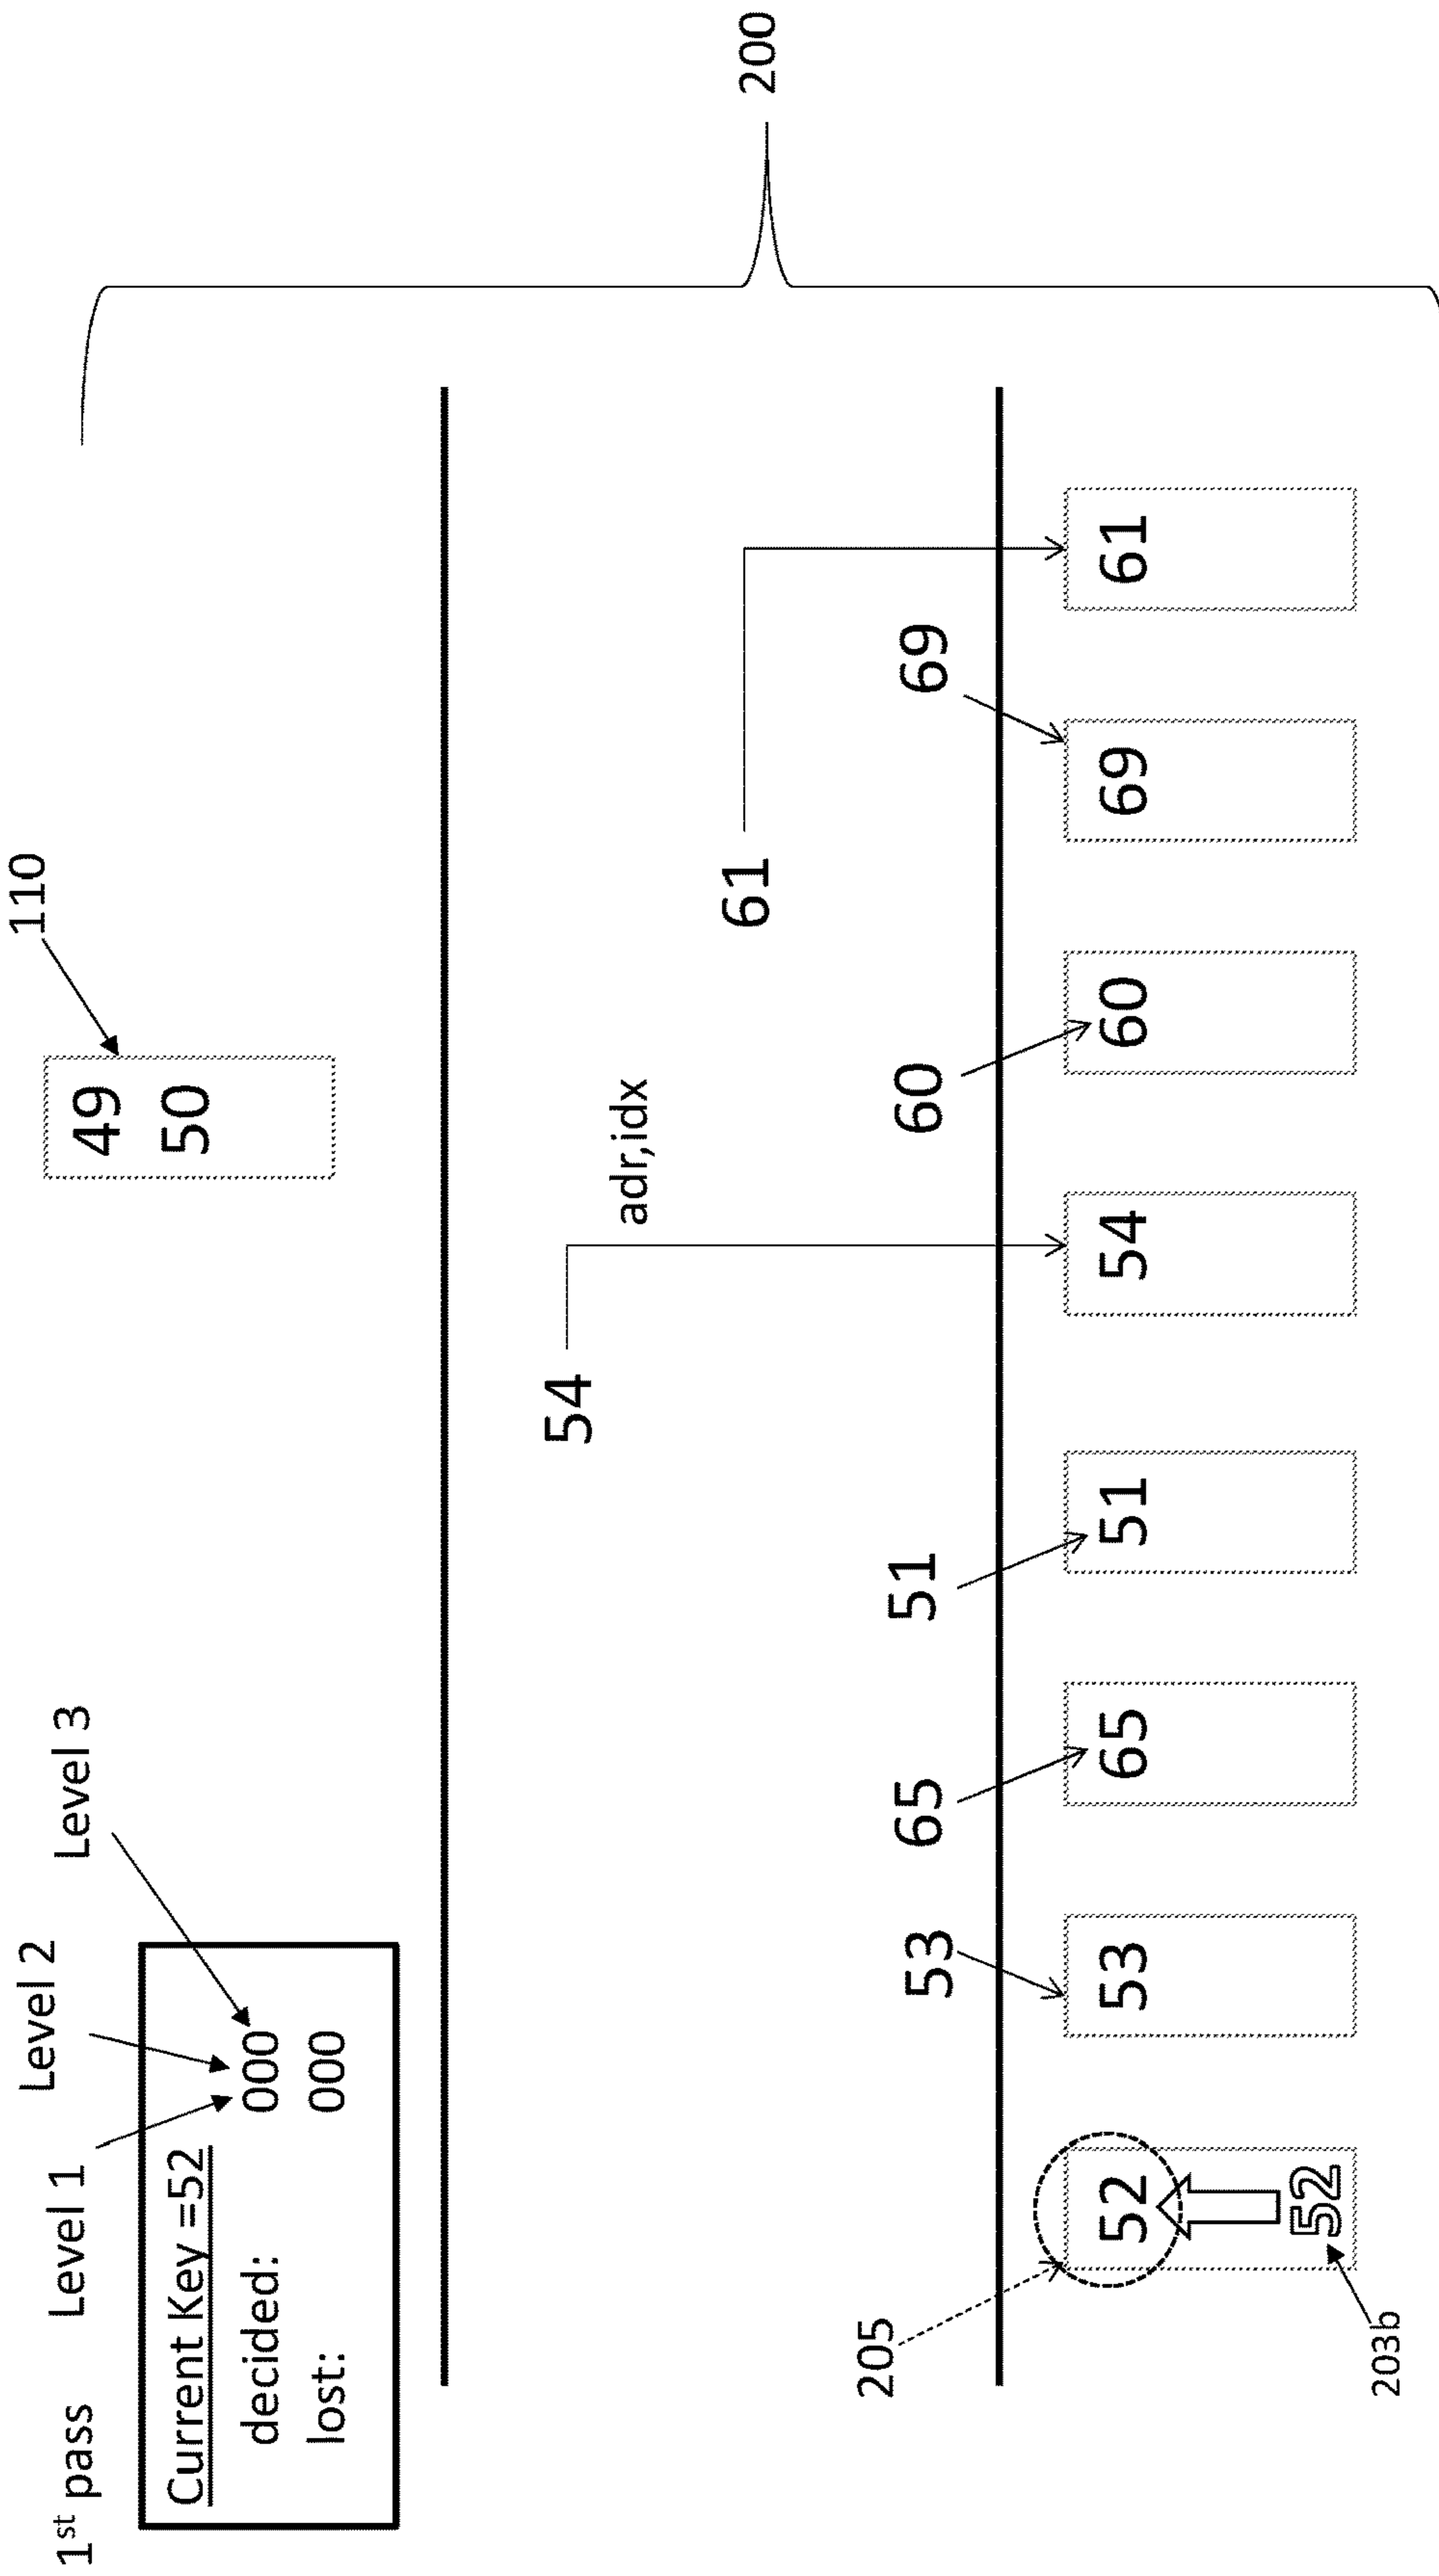 1st pass
Level 1
Level 2
Level 3
110
Current Key =52
decided: 000
lost: 000
49
50
200
54
adr,idx
61
205
53
65
51
60
69
52
53
65
51
54
60
69
61
52
203b